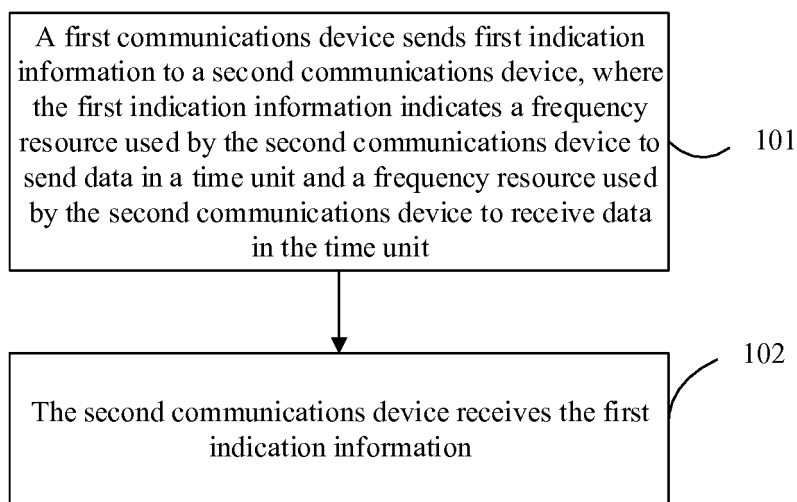 A first communications device sends first indication
information to a second communications device, where
the first indication information indicates a frequency
resource used by the second communications device to
send data in a time unit and a frequency resource used
by the second communications device to receive data
in the time unit
101
102
The second communications device receives the first
indication information